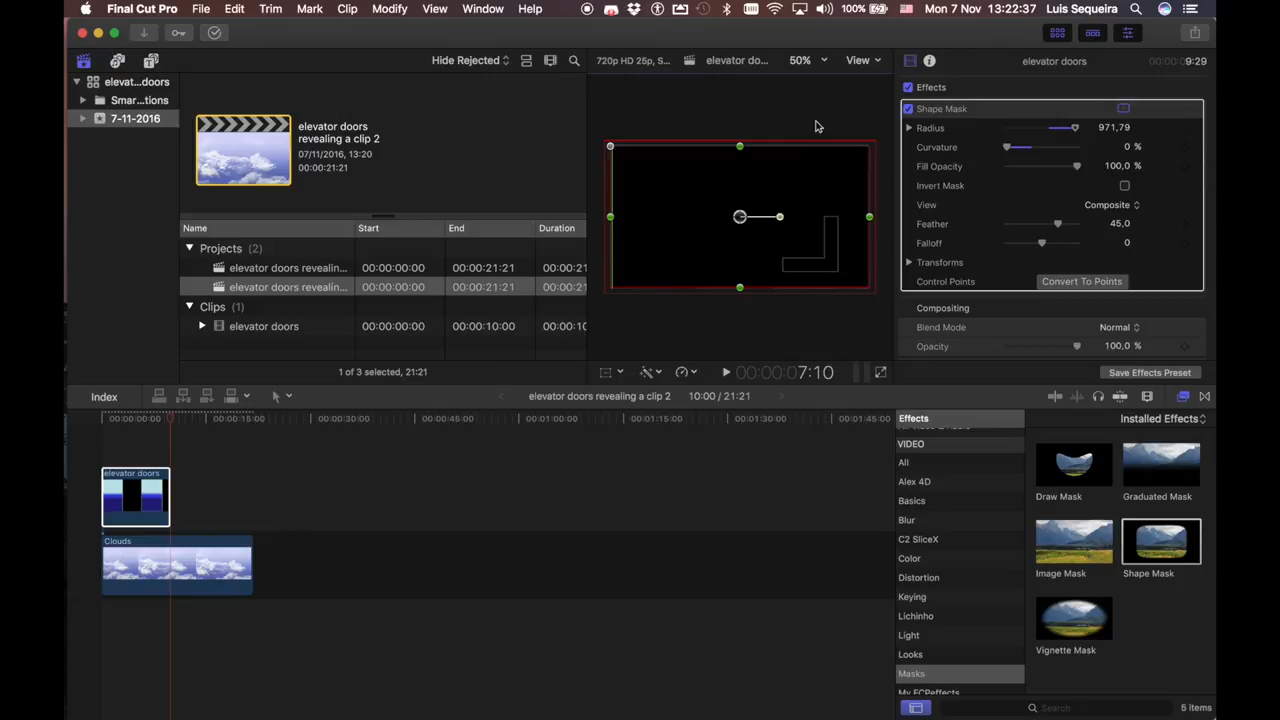 Final Cut Pro File Edit Trim Mark Clip Modify View Window Help 100% Mon 7 Nov 13:22:37 Luis Sequeira
Hide Rejected 720p HD 25p, S... elevator do... 50% View elevator doors 9:29
elevat...doors
Smar...tions
7-11-2016
elevator doors
revealing a clip 2
07/11/2016, 13:20
00:00:21:21
Name Start End Duration
Projects (2)
elevator doors revealin... 00:00:00:00 00:00:21:21 00:00:21
elevator doors revealin... 00:00:00:00 00:00:21:21 00:00:21
Clips (1)
elevator doors 00:00:00:00 00:00:10:00 00:00:10
1 of 3 selected, 21:21
00:00:00:7:10
Effects
Shape Mask
Radius 971,79
Curvature 0 %
Fill Opacity 100,0 %
Invert Mask
View Composite
Feather 45,0
Falloff 0
Transforms
Control Points Convert To Points
Compositing
Blend Mode Normal
Opacity 100,0 %
Save Effects Preset
Index elevator doors revealing a clip 2 10:00 / 21:21
00:00:00:00 00:00:15:00 00:00:30:00 00:00:45:00 00:01:00:00 00:01:15:00 00:01:30:00 00:01:45:00
elevator doors
Clouds
Effects Installed Effects
VIDEO
All
Alex 4D
Basics
Blur
C2 SliceX
Color
Distortion
Keying
Lichinho
Light
Looks
Masks
My FCPeffects
Draw Mask Graduated Mask
Image Mask Shape Mask
Vignette Mask
Search 5 items